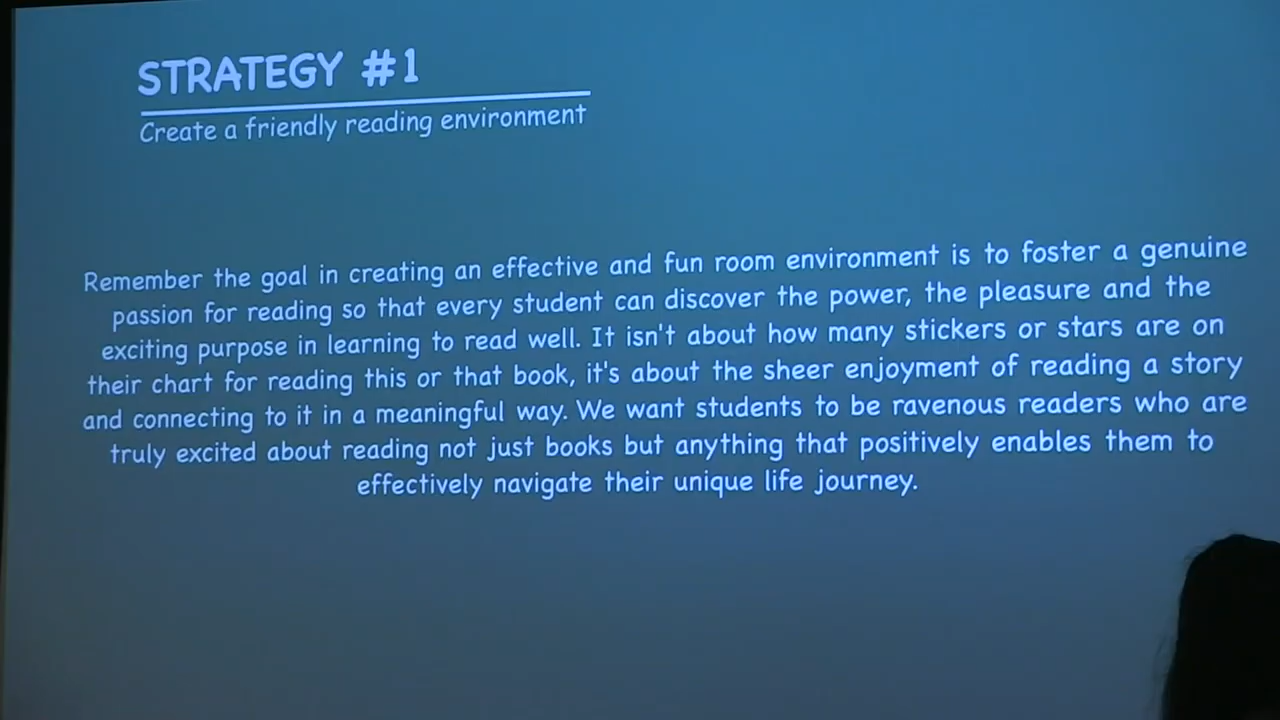 STRATEGY #1
Create a friendly reading environment
Remember the goal in creating an effective and fun room environment is to foster a genuine
passion for reading so that every student can discover the power, the pleasure and the
exciting purpose in learning to read well. It isn't about how many stickers or stars are on
their chart for reading this or that book, it's about the sheer enjoyment of reading a story
and connecting to it in a meaningful way. We want students to be ravenous readers who are
truly excited about reading not just books but anything that positively enables them to
effectively navigate their unique life journey.